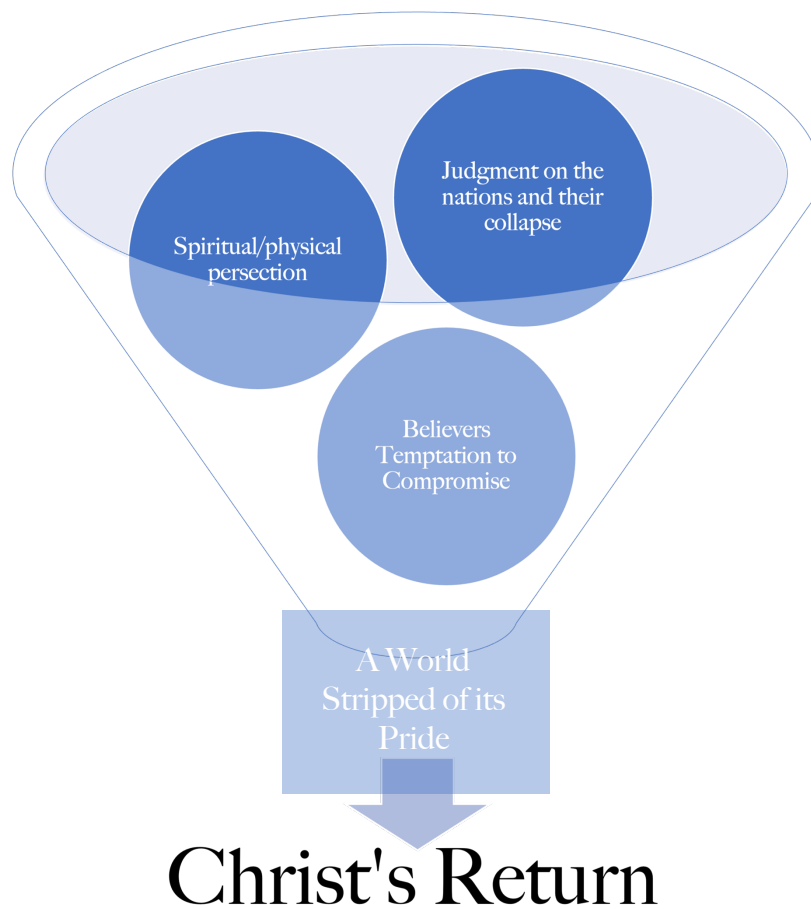 Judgment on the
nations and their
collapse
Spiritual/physical
persection
Believers
Temptation to
Compromise
A World
Stripped of its
Pride
Christ's Return